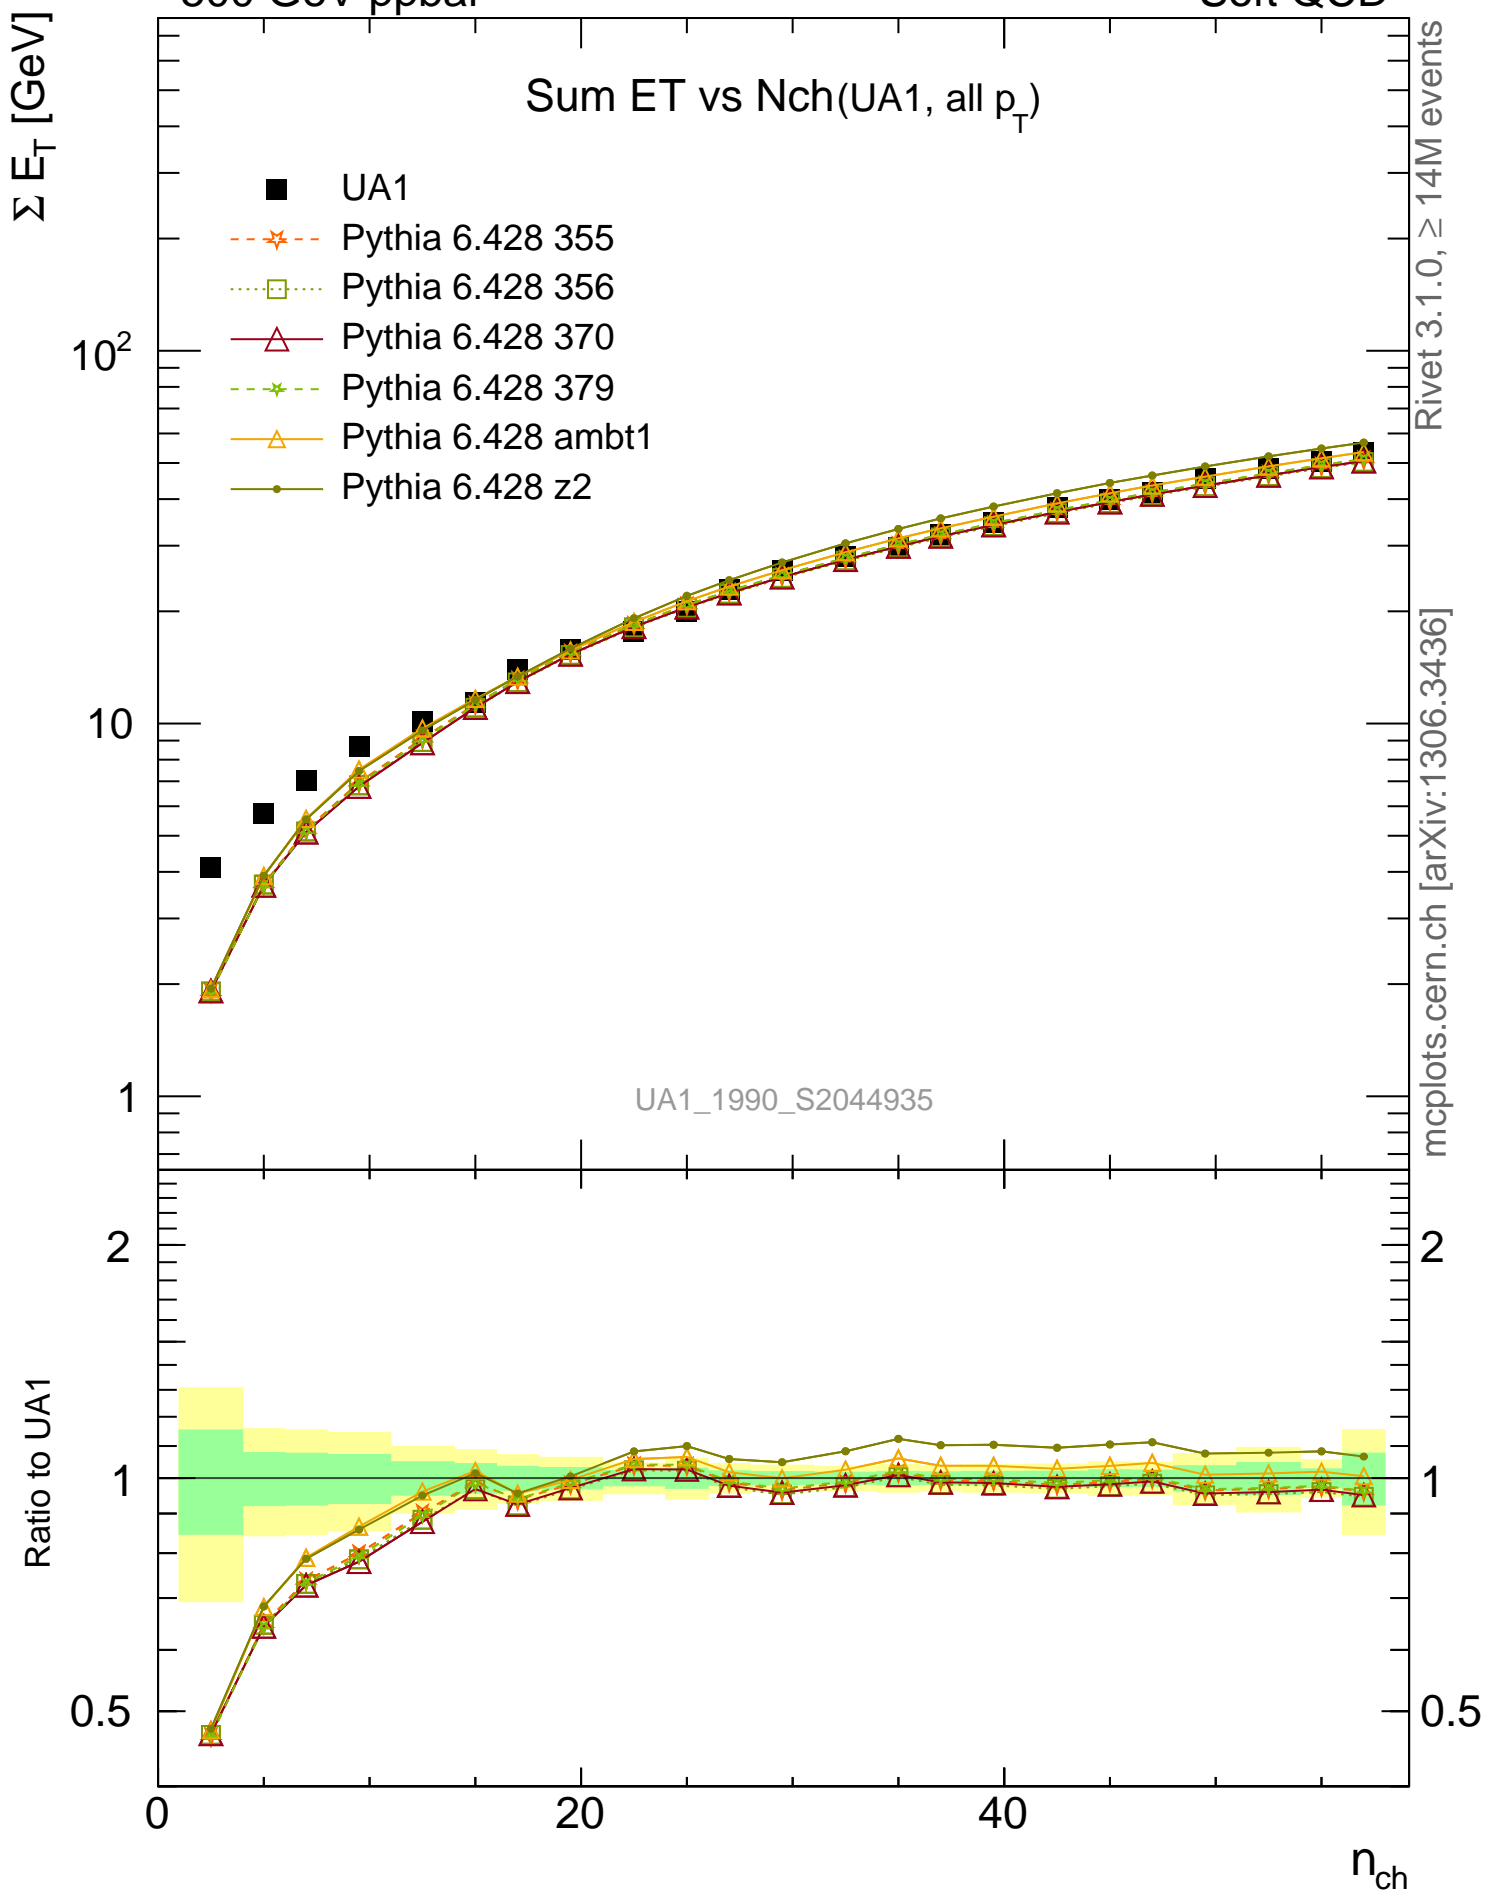 Soft QCD
Σ E_T [GeV]
Sum ET vs Nch (UA1, all p_T)
UA1
Pythia 6.428 355
Pythia 6.428 356
Pythia 6.428 370
Pythia 6.428 379
Pythia 6.428 ambt1
Pythia 6.428 z2
10²
10
1
UA1_1990_S2044935
Rivet 3.1.0, ≥ 14M events
mcplots.cern.ch [arXiv:1306.3436]
Ratio to UA1
2
1
0.5
2
1
0.5
0
20
40
n_ch